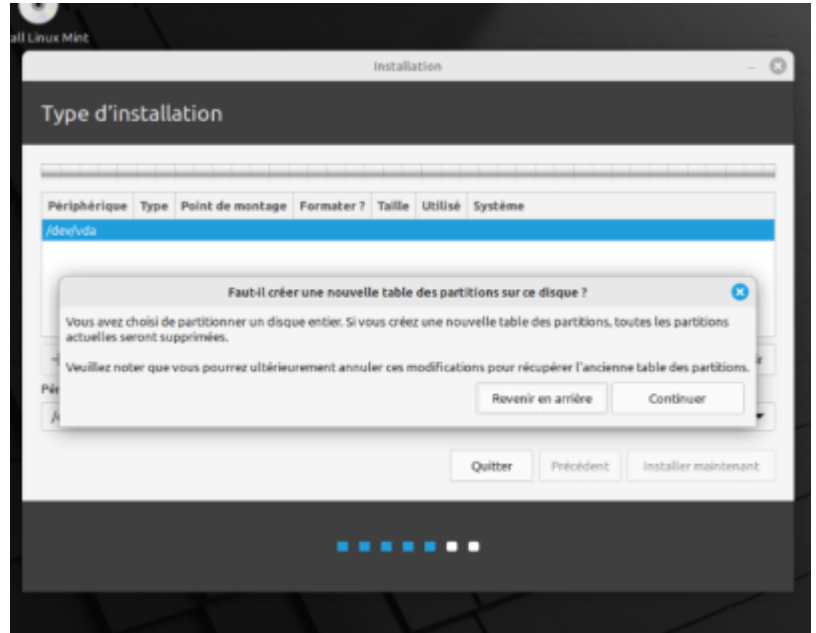 all Linux Mint
Installation
Type d'installation
Périphérique Type Point de montage Formater ? Taille Utilisé Système
/dev/vda
Faut-il créer une nouvelle table des partitions sur ce disque ?
Vous avez choisi de partitionner un disque entier. Si vous créez une nouvelle table des partitions, toutes les partitions
actuelles seront supprimées.
Veuillez noter que vous pourrez ultérieurement annuler ces modifications pour récupérer l'ancienne table des partitions.
Revenir en arrière Continuer
Quitter Précédent Installer maintenant